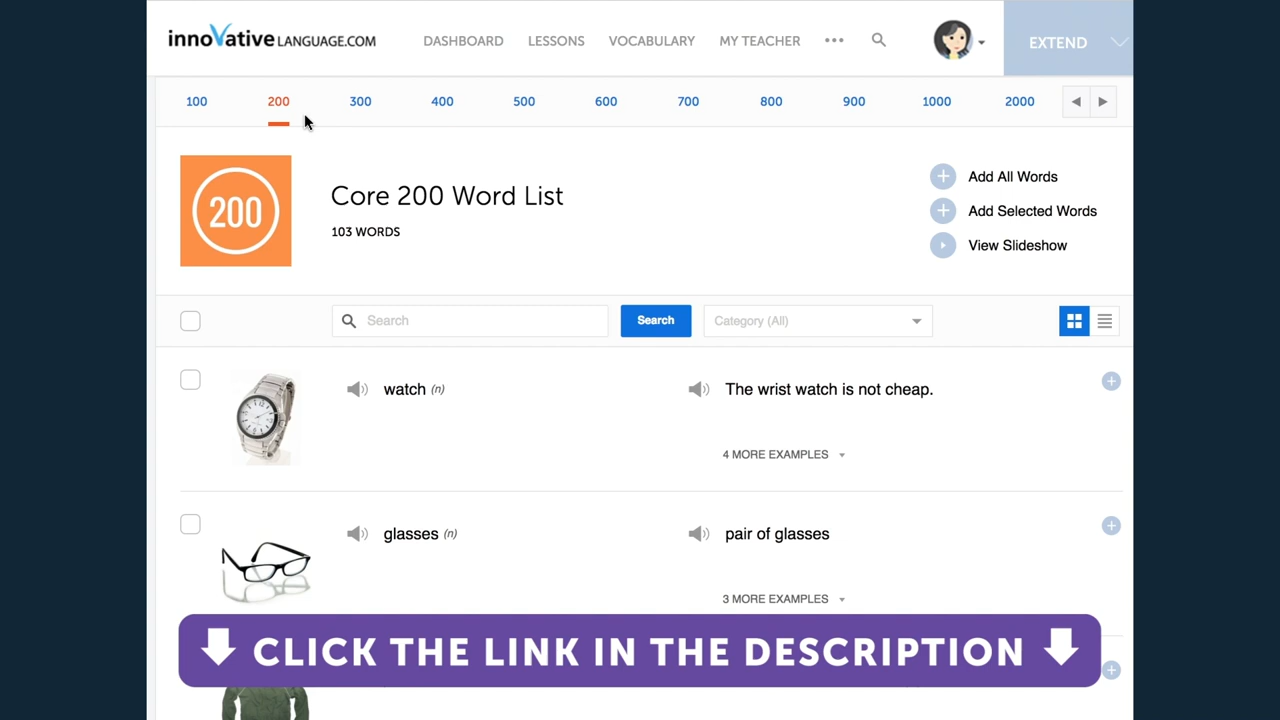 innoVative LANGUAGE.COM DASHBOARD LESSONS VOCABULARY MY TEACHER ••• EXTEND
100 200 300 400 500 600 700 800 900 1000 2000
200
Core 200 Word List
103 WORDS
Add All Words
Add Selected Words
View Slideshow
Search Search Category (All)
watch (n) The wrist watch is not cheap.
4 MORE EXAMPLES
glasses (n) pair of glasses
3 MORE EXAMPLES
CLICK THE LINK IN THE DESCRIPTION